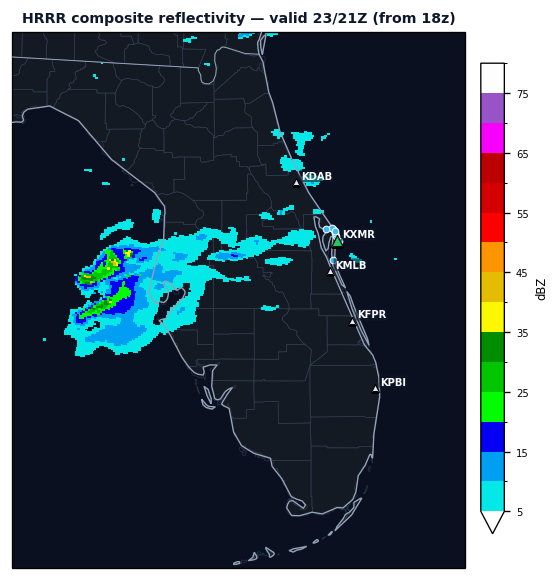 HRRR composite reflectivity — valid 23/21Z (from 18z)
KDAB
KXMR
KMLB
KFPR
KPBI
75
65
55
45
35
25
15
5
dBZ